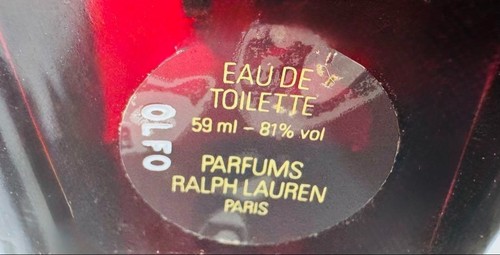 EAU DE
TOILETTE
59 ml – 81% vol
PARFUMS
RALPH LAUREN
PARIS
OLFO